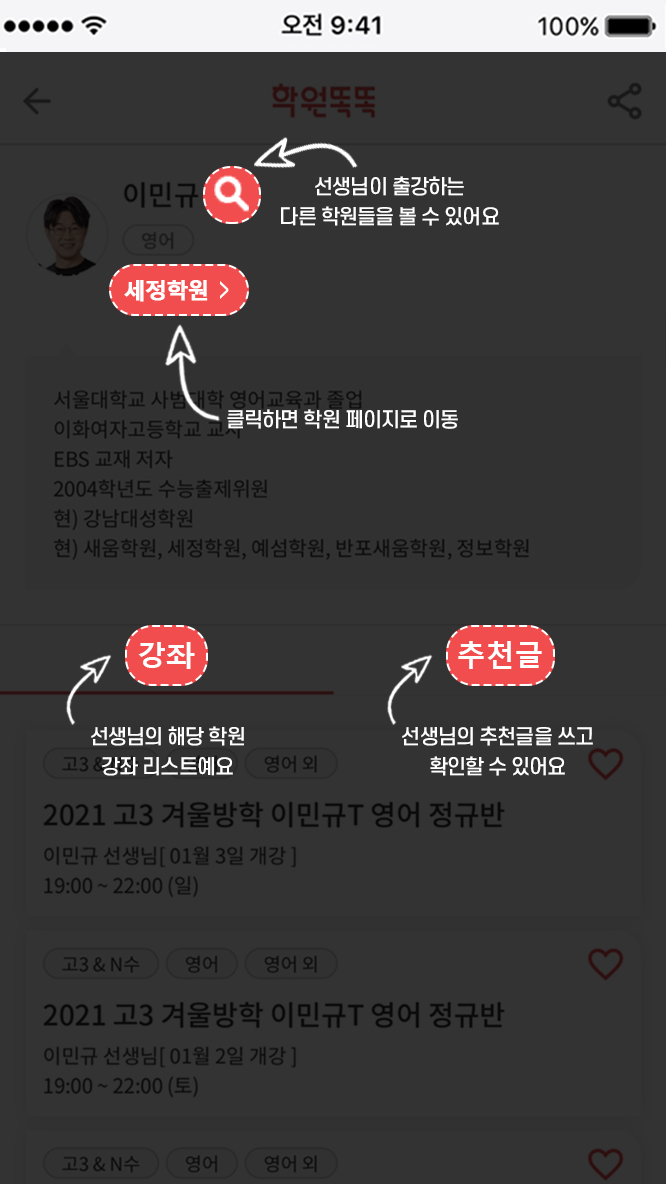 오전 9:41
100%
학원똑똑
이민규
선생님이 출강하는
다른 학원들을 볼 수 있어요
영어
세정학원 >
서울대학교 사범대학 영어교육과 졸업
이화여자고등학교 교사
클릭하면 학원 페이지로 이동
EBS 교재 저자
2004학년도 수능출제위원
현) 강남대성학원
현) 새움학원, 세정학원, 예섬학원, 반포새움학원, 정보학원
강좌
추천글
선생님의 해당 학원
강좌 리스트예요
선생님의 추천글을 쓰고
확인할 수 있어요
고3 &
영어 외
2021 고3 겨울방학 이민규T 영어 정규반
이민규 선생님[ 01월 3일 개강 ]
19:00 ~ 22:00 (일)
고3 & N수
영어
영어 외
2021 고3 겨울방학 이민규T 영어 정규반
이민규 선생님[ 01월 2일 개강 ]
19:00 ~ 22:00 (토)
고3 & N수
영어
영어 외